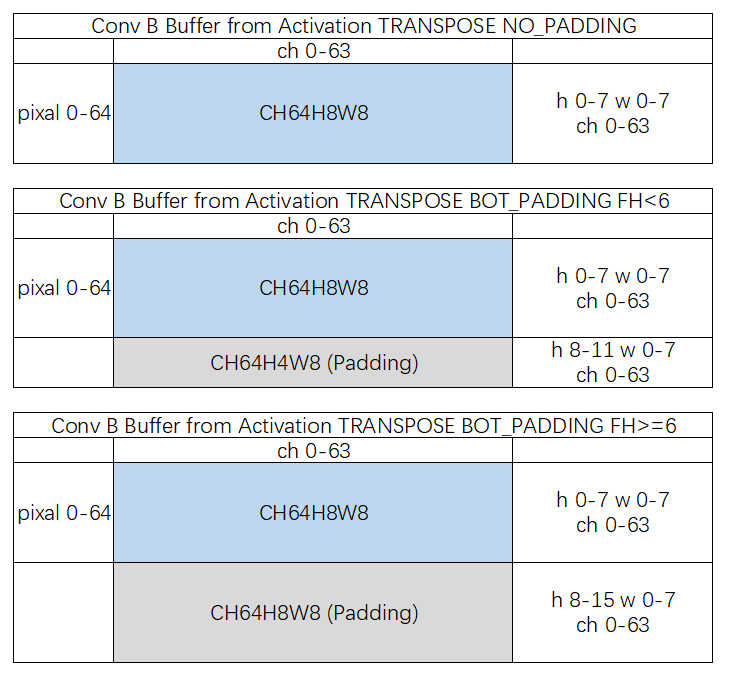 Conv B Buffer from Activation TRANSPOSE NO_PADDING
ch 0-63
pixal 0-64
CH64H8W8
h 0-7 w 0-7
ch 0-63
Conv B Buffer from Activation TRANSPOSE BOT_PADDING FH<6
ch 0-63
pixal 0-64
CH64H8W8
h 0-7 w 0-7
ch 0-63
CH64H4W8 (Padding)
h 8-11 w 0-7
ch 0-63
Conv B Buffer from Activation TRANSPOSE BOT_PADDING FH>=6
ch 0-63
pixal 0-64
CH64H8W8
h 0-7 w 0-7
ch 0-63
CH64H8W8 (Padding)
h 8-15 w 0-7
ch 0-63